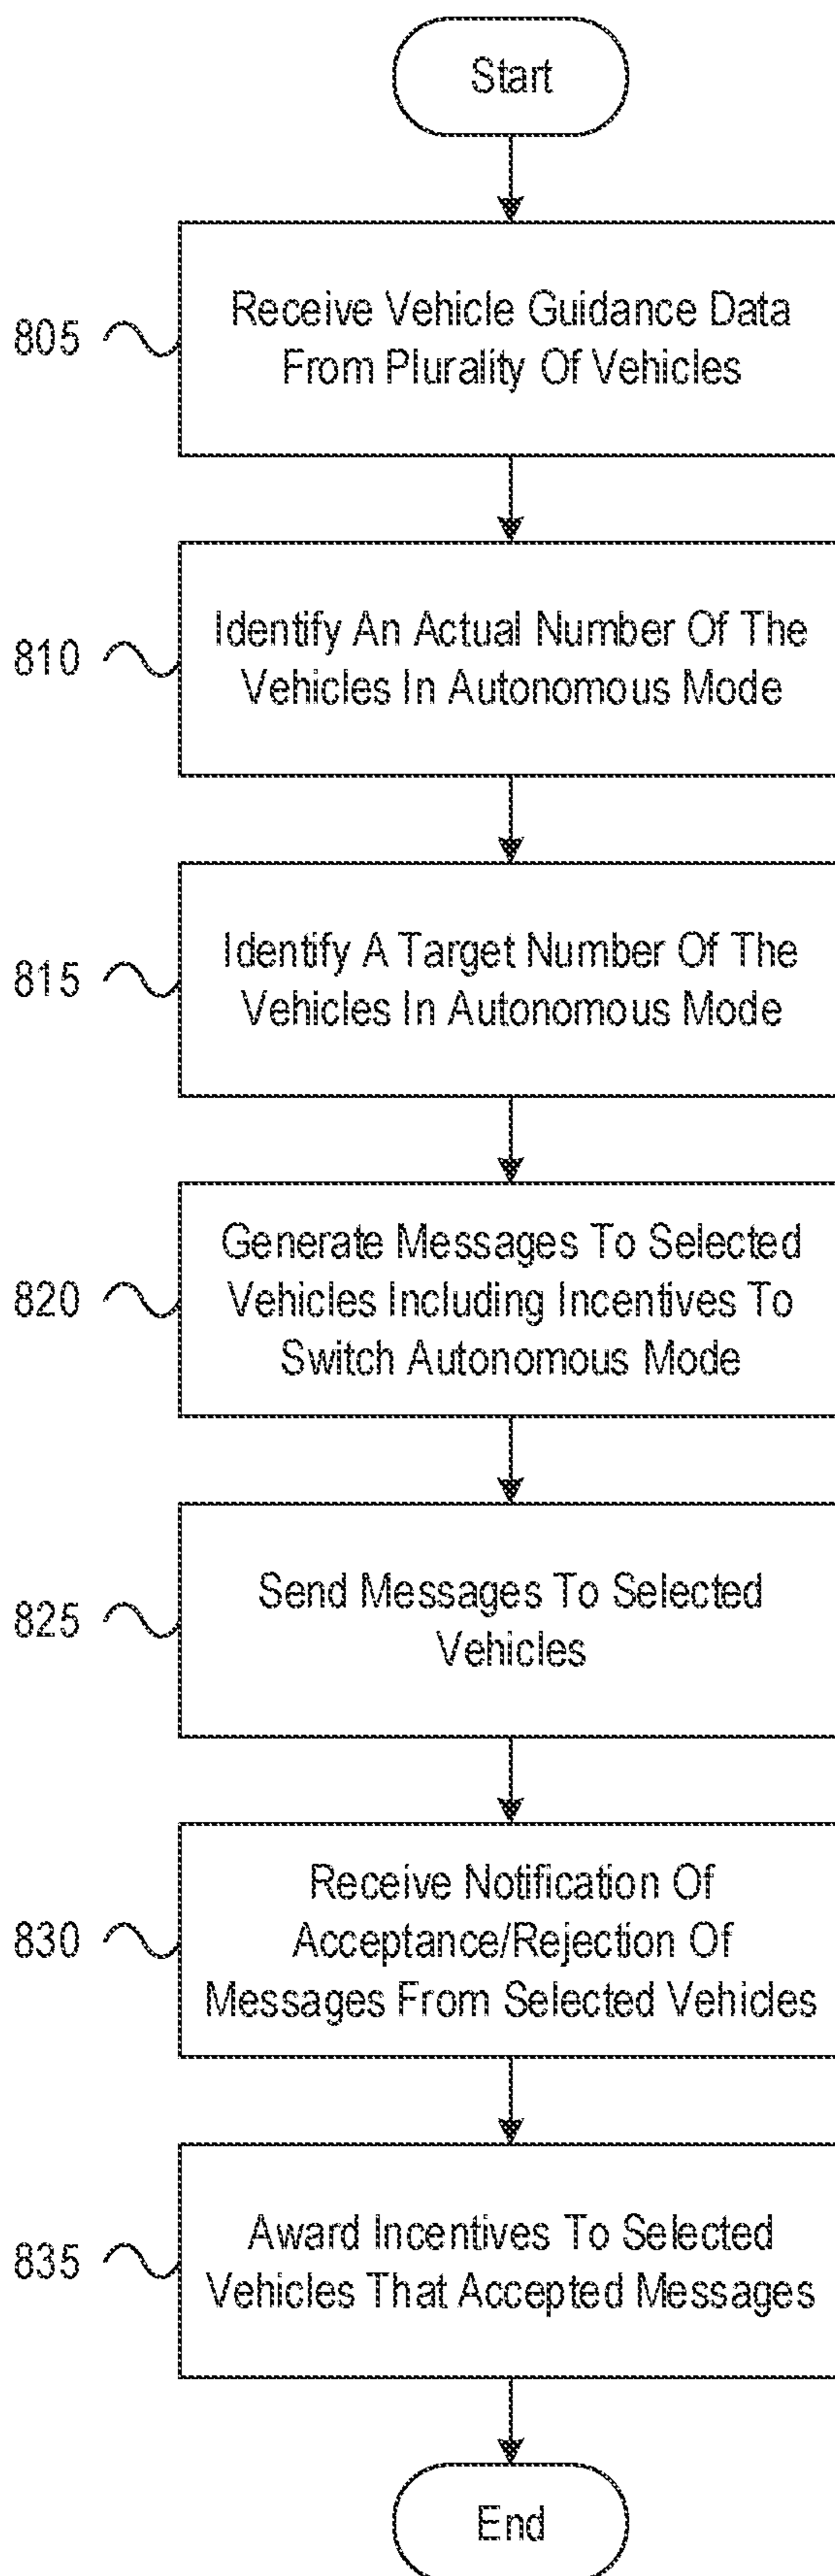 Start
805
Receive Vehicle Guidance Data
From Plurality Of Vehicles
810
Identify An Actual Number Of The
Vehicles In Autonomous Mode
815
Identify A Target Number Of The
Vehicles In Autonomous Mode
820
Generate Messages To Selected
Vehicles Including Incentives To
Switch Autonomous Mode
825
Send Messages To Selected
Vehicles
830
Receive Notification Of
Acceptance/Rejection Of
Messages From Selected Vehicles
835
Award Incentives To Selected
Vehicles That Accepted Messages
End